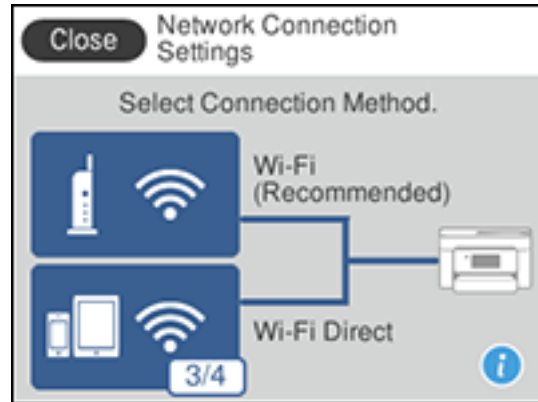 Close
Network Connection
Settings
Select Connection Method.
Wi-Fi
(Recommended)
Wi-Fi Direct
3/4
i